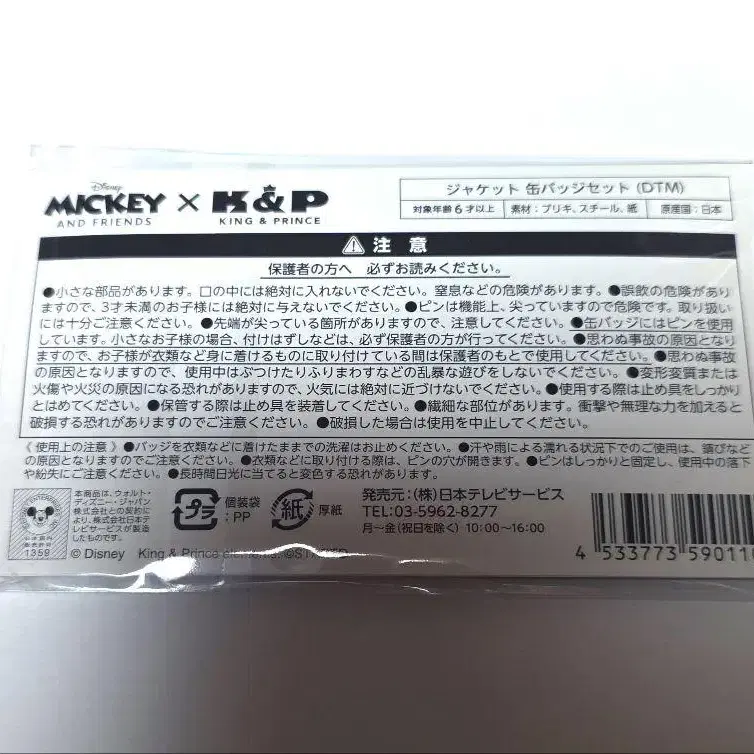 Disney
MICKEY × K&P
AND FRIENDS KING & PRINCE
ジャケット 缶バッジセット (DTM)
対象年齢6才以上 素材:ブリキ、スチール、紙 原産国:日本
注意
保護者の方へ 必ずお読みください。
●小さな部品があります。口の中には絶対に入れないでください。窒息などの危険があります。●誤飲の危険があり
ますので、3才未満のお子様には絶対に与えないでください。●ピンは機能上、尖っていますので危険です。取り扱い
には十分ご注意ください。●先端が尖っている箇所がありますので、注意してください。●缶バッジにはピンを使用
しています。小さなお子様の場合、付けはずしなどは、必ず保護者の方が行ってください。●思わぬ事故の原因となり
ますので、お子様が衣類など身に着けるものに取り付けている間は保護者のもとで使用してください。●思わぬ事故
の原因となりますので、使用中はぶつけたりふりまわすなどの乱暴な遊びをしないでください。●変形変質または
火傷や火災の原因になる恐れがありますので、火気には絶対に近づけないでください。●使用する際は止め具をしっか
りとはめてください。●保管する際は止め具を装着してください。●繊細な部位があります。衝撃や無理な力を加えると
破損する恐れがありますのでご注意ください。●破損した場合は使用を中止してください。
《使用上の注意》●バッジを衣類などに着けたままでの洗濯はお止めください。●汗や雨による濡れる状況下でのご使用は、錆びなど
の原因となりますのでご注意ください。●衣類などに取り付ける際は、ピンの穴が開きます。●ピンはしっかりと固定し、使用中の落下
や紛失にご注意ください。●長時間日光に当てると変色する恐れがあります。
本商品は、ウォルト・
ディズニー・ジャパン
株式会社との契約に
より、株式会社日本テ
レビサービスが製造
したものです。
1359
プラ
個装袋
:PP
紙
厚紙
発売元:(株)日本テレビサービス
TEL:03-5962-8277
月~金(祝日を除く) 10:00~16:00
© Disney King & Prince elements: ©
4 533773 59011